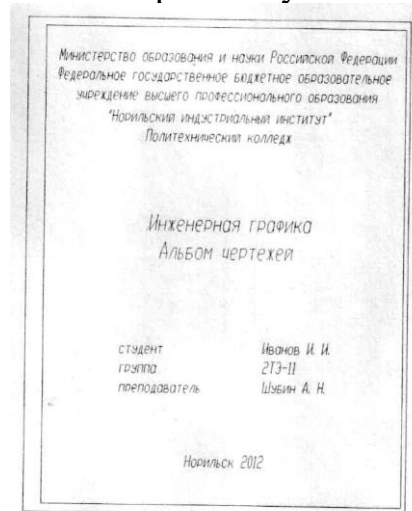 Министерство образования и науки Российской Федерации
Федеральное государственное бюджетное образовательное
учреждение высшего профессионального образования
"Норильский индустриальный институт"
Политехнический колледж
Инженерная графика
Альбом чертежей
студент Иванов И. И.
группа 2ТЭ-11
преподаватель Шубин А. Н.
Норильск 2012